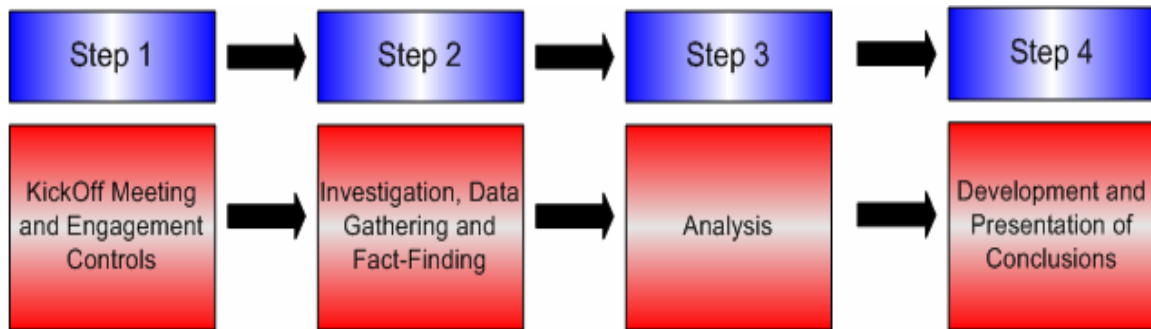 Step 1
Step 2
Step 3
Step 4
KickOff Meeting
and Engagement
Controls
Investigation, Data
Gathering and
Fact-Finding
Analysis
Development and
Presentation of
Conclusions